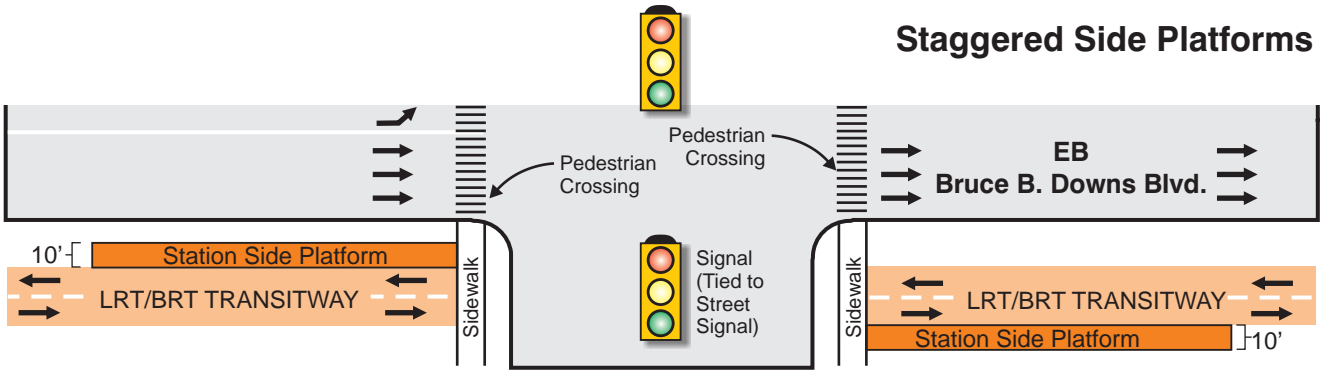 Staggered Side Platforms
Pedestrian
Crossing
Pedestrian
Crossing
EB
Bruce B. Downs Blvd.
10'
Station Side Platform
LRT/BRT TRANSITWAY
Sidewalk
Signal
(Tied to
Street
Signal)
Sidewalk
LRT/BRT TRANSITWAY
Station Side Platform
10'